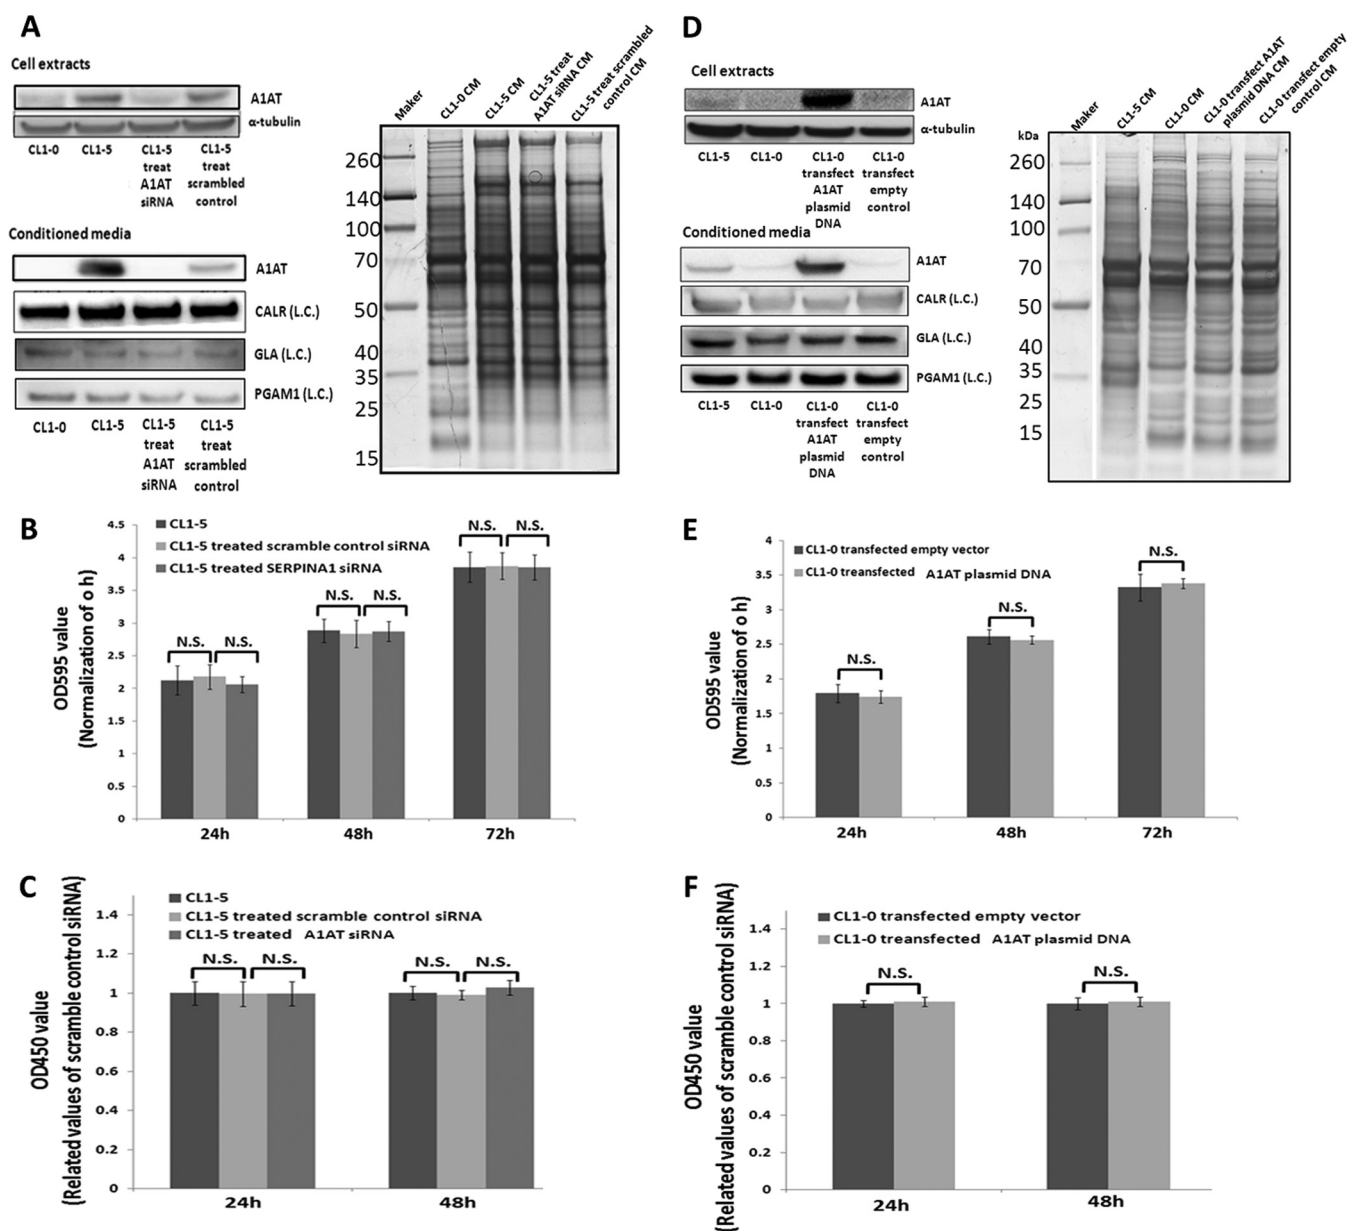 A
Cell extracts
A1AT
α-tubulin
CL1-0
CL1-5
CL1-5
treat
A1AT
siRNA
CL1-5
treat
scrambled
control
Conditioned media
A1AT
CALR (L.C.)
GLA (L.C.)
PGAM1 (L.C.)
CL1-0
CL1-5
CL1-5
treat
A1AT
siRNA
CL1-5
treat
scrambled
control
Maker
CL1-0 CM
CL1-5 CM
CL1-5 treat
A1AT siRNA CM
CL1-5 treat scrambled
control CM
260
140
100
70
50
40
35
25
15
D
Cell extracts
A1AT
α-tubulin
CL1-5
CL1-0
CL1-0
transfect
A1AT
plasmid
DNA
CL1-0
transfect
empty
control
Conditioned media
A1AT
CALR (L.C.)
GLA (L.C.)
PGAM1 (L.C.)
CL1-5
CL1-0
CL1-0
transfect
A1AT
plasmid
DNA
CL1-0
transfect
empty
control
Maker
CL1-5 CM
CL1-0 CM
CL1-0 transfect A1AT
plasmid DNA CM
CL1-0 transfect empty
control CM
kDa
260
140
100
70
50
40
35
25
15
B
CL1-5
CL1-5 treated scramble control siRNA
CL1-5 treated SERPINA1 siRNA
OD595 value
(Normalization of o h)
4.5
4
3.5
3
2.5
2
1.5
1
0.5
0
N.S.
N.S.
N.S.
N.S.
N.S.
N.S.
24h
48h
72h
E
CL1-0 transfected empty vector
CL1-0 treansfected A1AT plasmid DNA
OD595 value
(Normalization of o h)
4
3.5
3
2.5
2
1.5
1
0.5
0
N.S.
N.S.
N.S.
24h
48h
72h
C
CL1-5
CL1-5 treated scramble control siRNA
CL1-5 treated A1AT siRNA
OD450 value
(Related values of scramble control siRNA)
1.4
1.2
1
0.8
0.6
0.4
0.2
0
N.S.
N.S.
N.S.
N.S.
24h
48h
F
CL1-0 transfected empty vector
CL1-0 treansfected A1AT plasmid DNA
OD450 value
(Related values of scramble control siRNA)
1.4
1.2
1
0.8
0.6
0.4
0.2
0
N.S.
N.S.
24h
48h